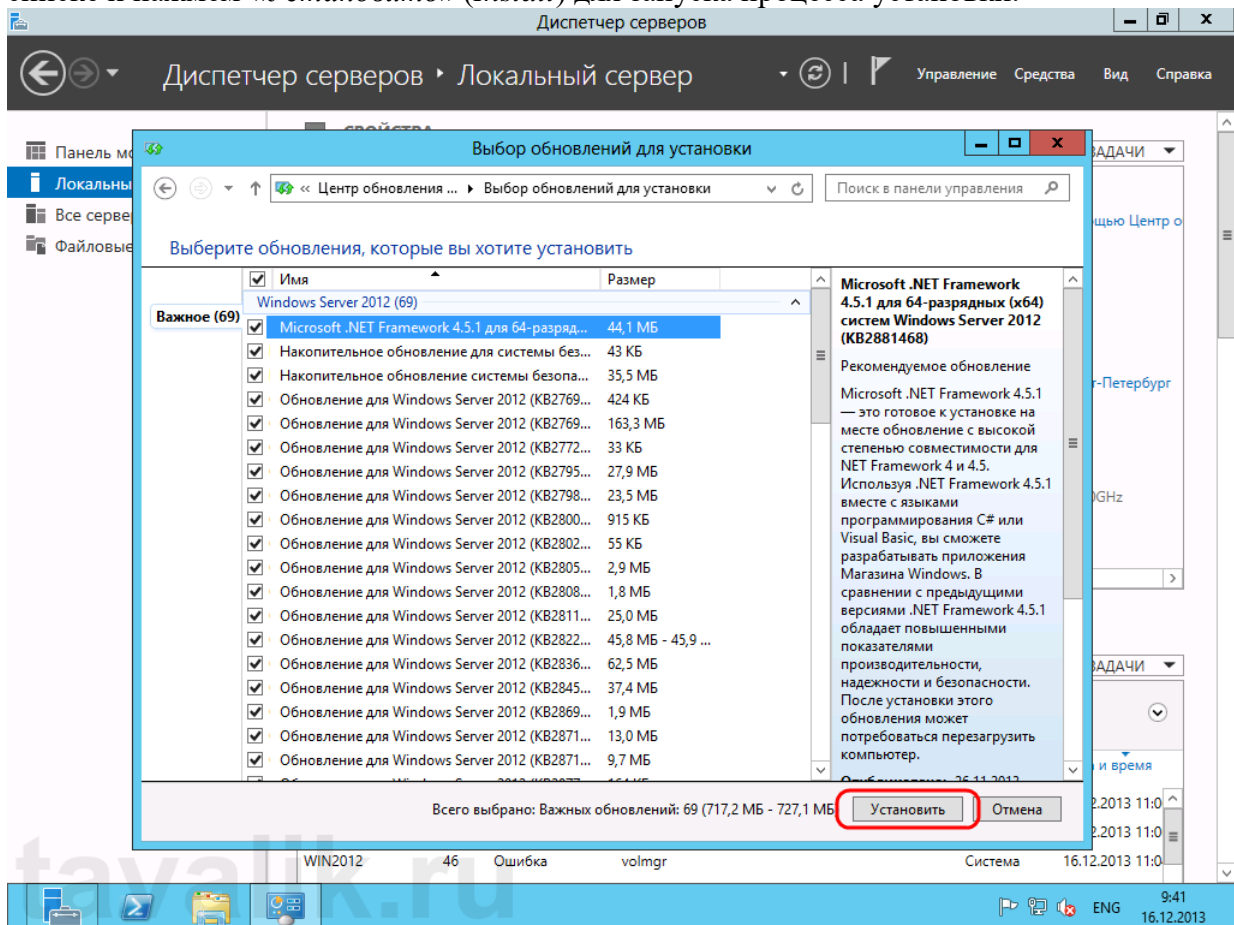 Диспетчер серверов
Диспетчер серверов • Локальный сервер
Управление Средства Вид Справка
Панель
Все
Файловые
ЗАДАЧИ
Выбор обновлений для установки
« Центр обновления ... ▸ Выбор обновлений для установки
Поиск в панели управления
Выберите обновления, которые вы хотите установить
Имя Размер
Windows Server 2012 (69)
Важное (69)
Microsoft .NET Framework 4.5.1 для 64-разряд... 44,1 МБ
Накопительное обновление для системы без... 43 КБ
Накопительное обновление системы безопа... 35,5 МБ
Обновление для Windows Server 2012 (KB2769... 424 КБ
Обновление для Windows Server 2012 (KB2769... 163,3 МБ
Обновление для Windows Server 2012 (KB2772... 33 КБ
Обновление для Windows Server 2012 (KB2795... 27,9 МБ
Обновление для Windows Server 2012 (KB2798... 23,5 МБ
Обновление для Windows Server 2012 (KB2800... 915 КБ
Обновление для Windows Server 2012 (KB2802... 55 КБ
Обновление для Windows Server 2012 (KB2805... 2,9 МБ
Обновление для Windows Server 2012 (KB2808... 1,8 МБ
Обновление для Windows Server 2012 (KB2811... 25,0 МБ
Обновление для Windows Server 2012 (KB2822... 45,8 МБ - 45,9 ...
Обновление для Windows Server 2012 (KB2836... 62,5 МБ
Обновление для Windows Server 2012 (KB2845... 37,4 МБ
Обновление для Windows Server 2012 (KB2869... 1,9 МБ
Обновление для Windows Server 2012 (KB2871... 13,0 МБ
Обновление для Windows Server 2012 (KB2871... 9,7 МБ
Microsoft .NET Framework
4.5.1 для 64-разрядных (x64)
систем Windows Server 2012
(KB2881468)
Рекомендуемое обновление
Microsoft .NET Framework 4.5.1
— это готовое к установке на
месте обновление с высокой
степенью совместимости для
NET Framework 4 и 4.5.
Используя .NET Framework 4.5.1
вместе с языками
программирования C# или
Visual Basic, вы сможете
разрабатывать приложения
Магазина Windows. В
сравнении с предыдущими
версиями .NET Framework 4.5.1
обладает повышенными
показателями
производительности,
надежности и безопасности.
После установки этого
обновления может
потребоваться перезагрузить
компьютер.
Всего выбрано: Важных обновлений: 69 (717,2 МБ - 727,1 МБ
Установить Отмена
ЗАДАЧИ
и время
WIN2012 46 Ошибка volmgr Система 16.12.2013 11:0
tavalik.ru
ENG 9:41
16.12.2013